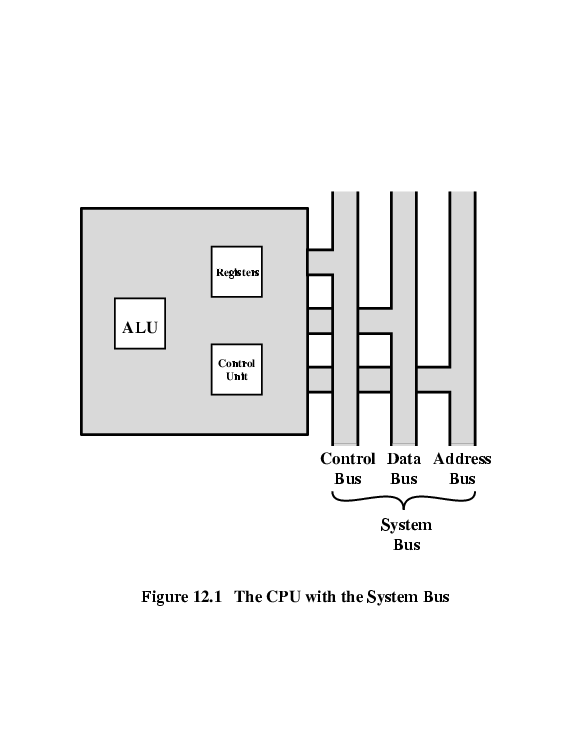 Registers
ALU
Control
Unit
Control Data Address
Bus Bus Bus
System
Bus
Figure 12.1 The CPU with the System Bus